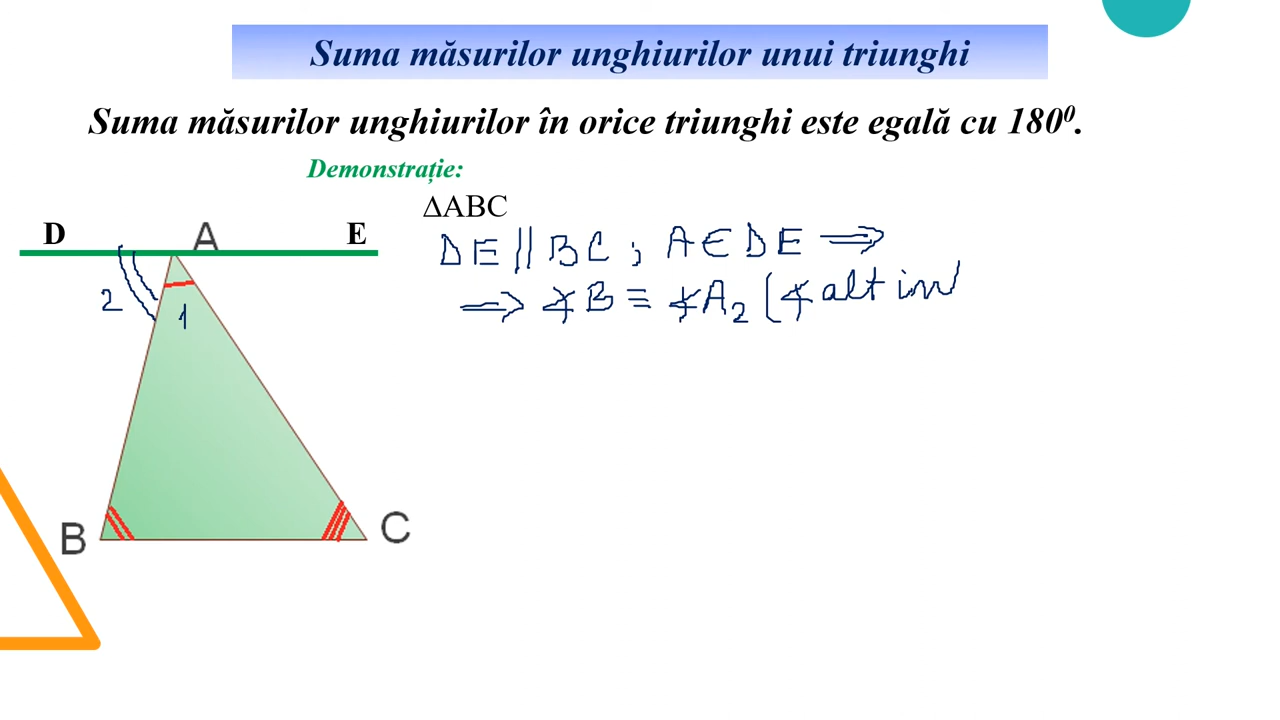 Suma măsurilor unghiurilor unui triunghi
Suma măsurilor unghiurilor în orice triunghi este egală cu 180⁰.
Demonstrație:
ΔABC
D A E
DE || BC ; A ∈ DE ⇒
⇒ ∢B ≡ ∢A₂ (∢ alt int
2 1
B C